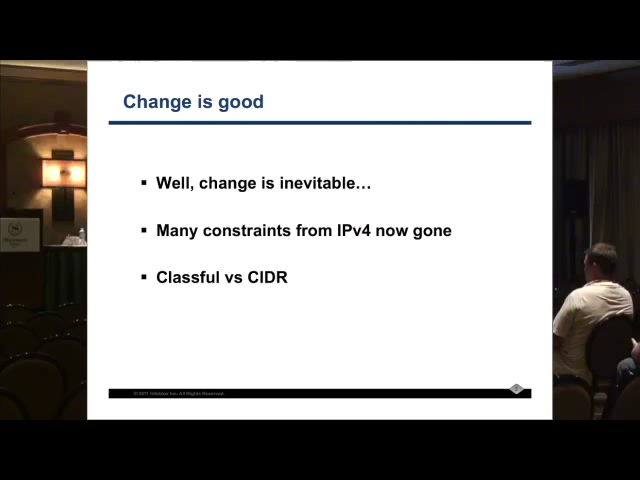 Change is good
▪ Well, change is inevitable…
▪ Many constraints from IPv4 now gone
▪ Classful vs CIDR